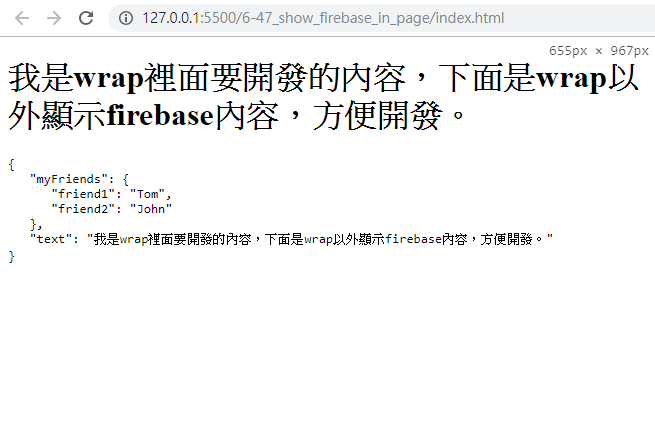 127.0.0.1:5500/6-47_show_firebase_in_page/index.html
655px × 967px
我是wrap裡面要開發的內容，下面是wrap以
外顯示firebase內容，方便開發。
{
"myFriends": {
"friend1": "Tom",
"friend2": "John"
},
"text": "我是wrap裡面要開發的內容，下面是wrap以外顯示firebase內容，方便開發。"
}